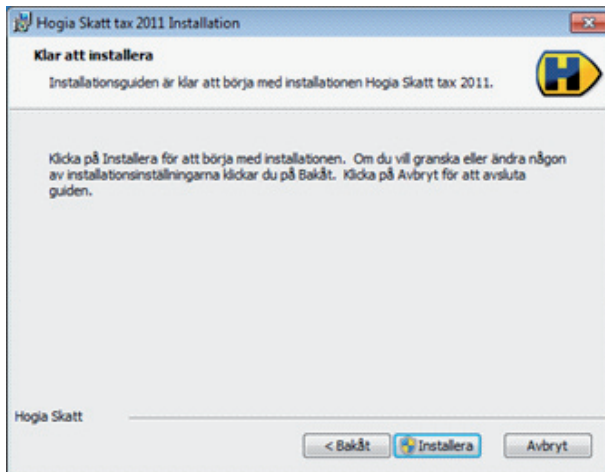 Hogia Skatt tax 2011 Installation
Klar att installera
Installationsguiden är klar att börja med installationen Hogia Skatt tax 2011.
H
Klicka på Installera för att börja med installationen. Om du vill granska eller ändra någon
av installationsinställningarna klickar du på Bakåt. Klicka på Avbryt för att avsluta
guiden.
Hogia Skatt
< Bakåt Installera Avbryt